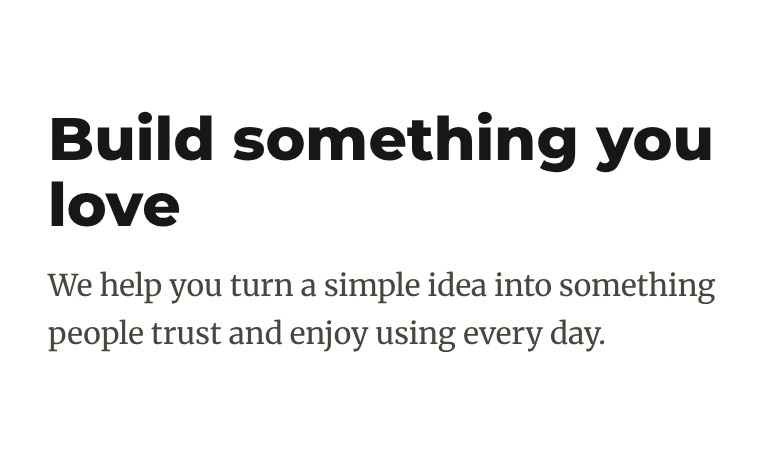 Build something you
love
We help you turn a simple idea into something
people trust and enjoy using every day.